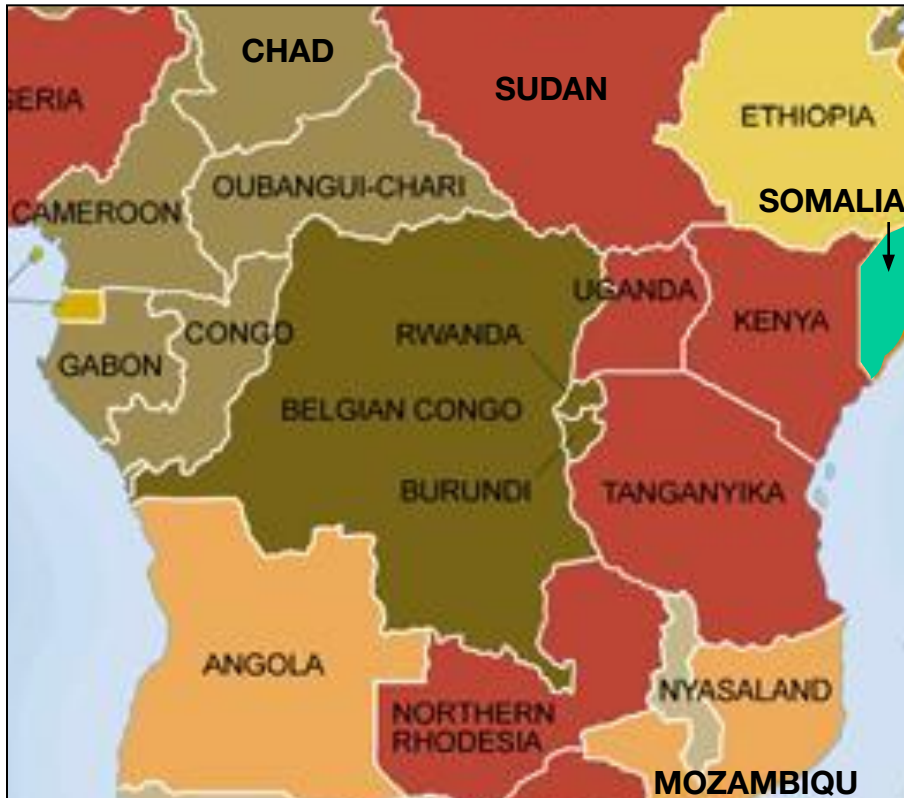 CHAD
SUDAN
GERIA
ETHIOPIA
OUBANGUI-CHARI
CAMEROON
SOMALIA
UGANDA
KENYA
CONGO
RWANDA
GABON
BELGIAN CONGO
BURUNDI
TANGANYIKA
ANGOLA
NYASALAND
NORTHERN
RHODESIA
MOZAMBIQU